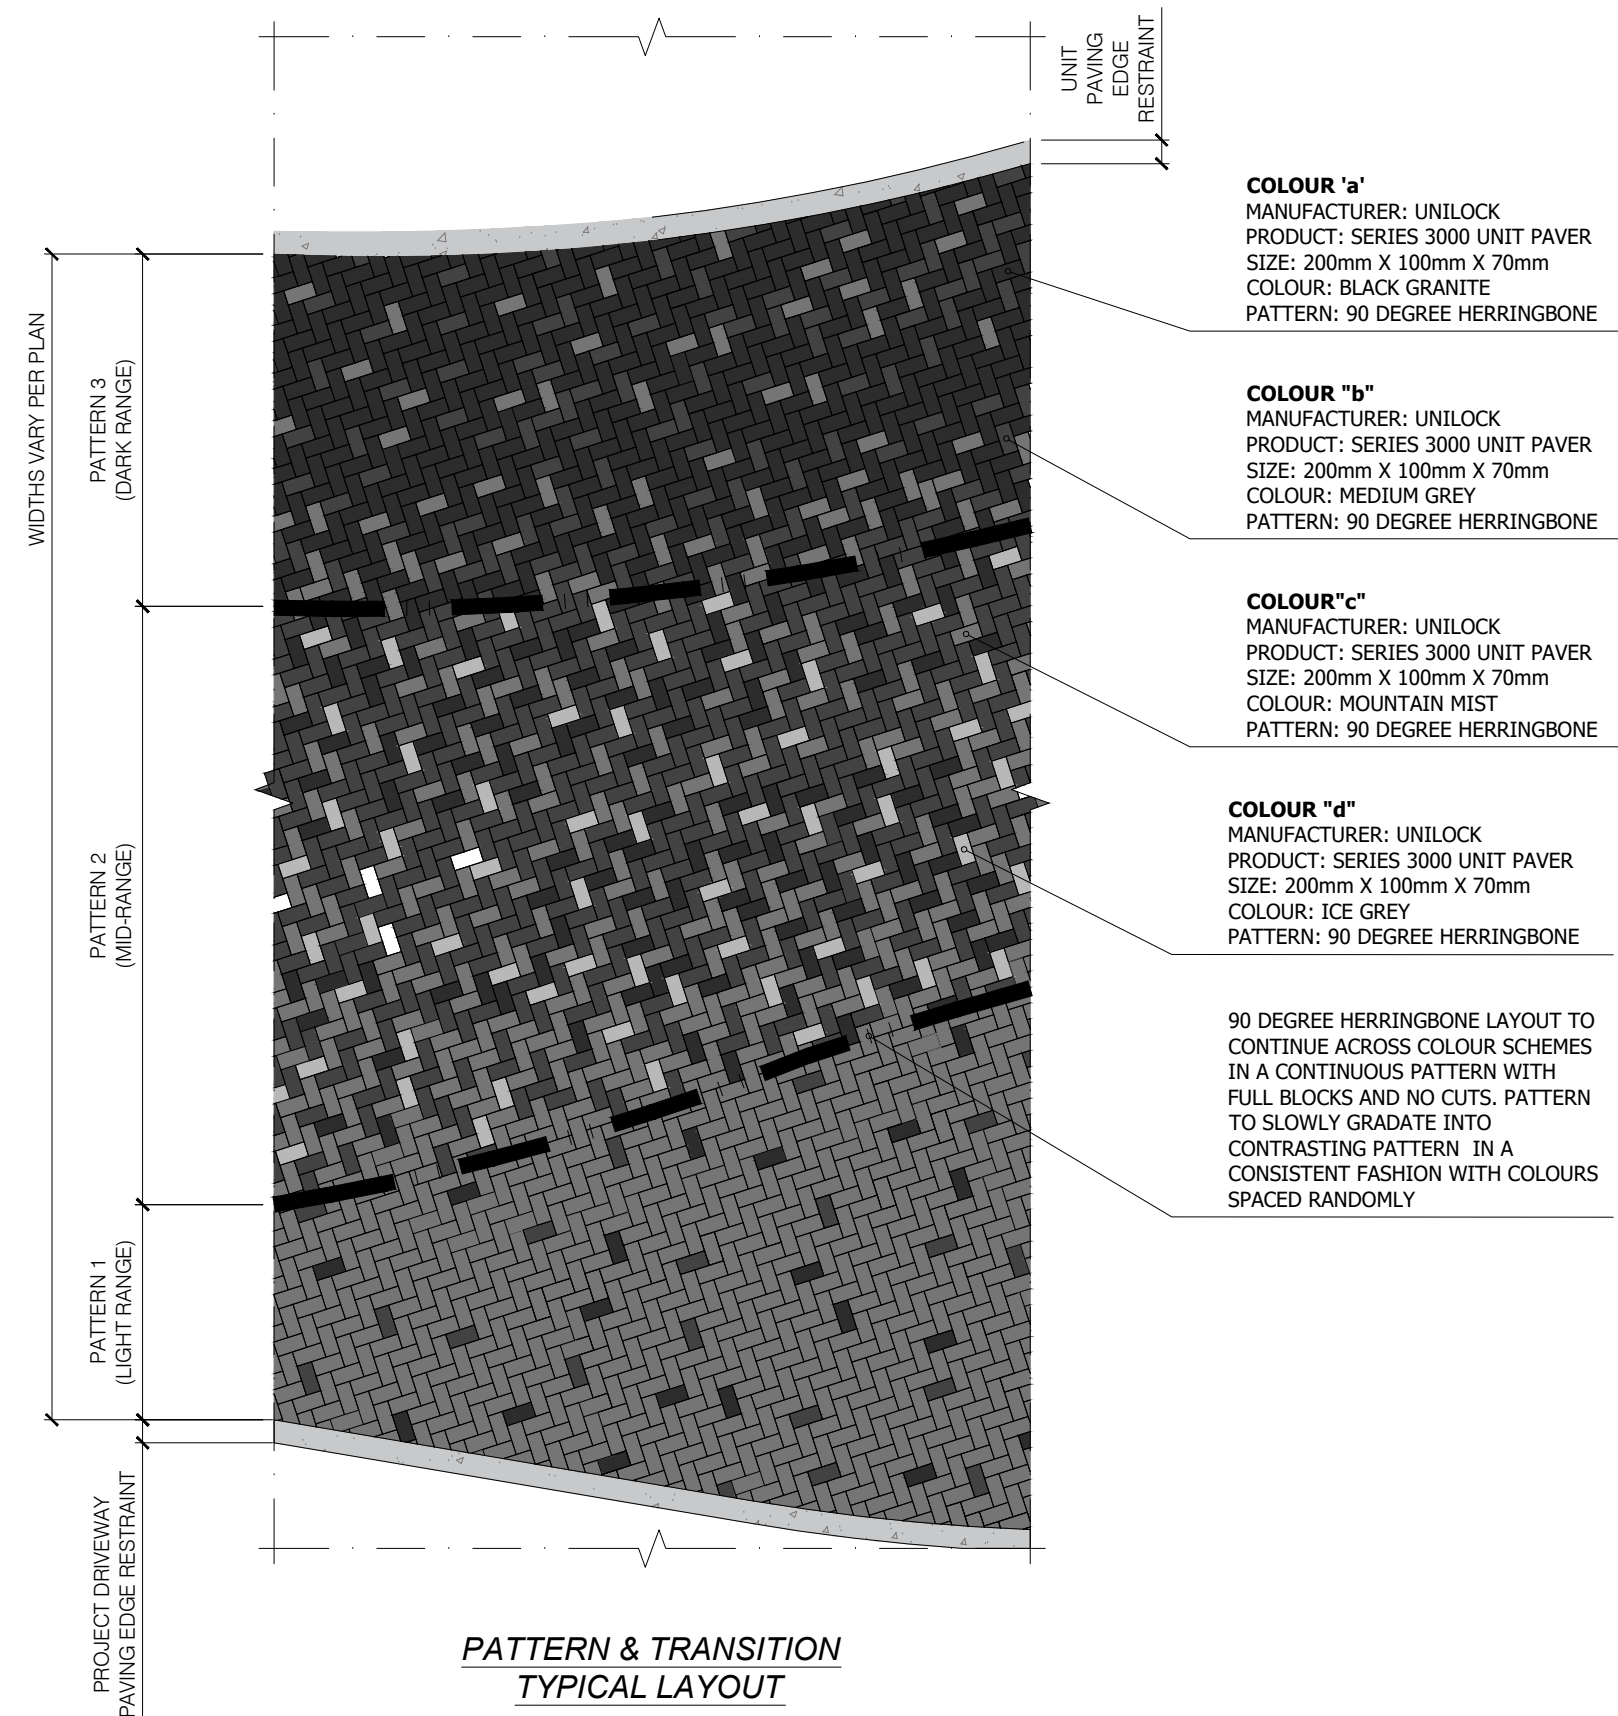 UNIT
PAVING
EDGE
RESTRAINT
WIDTHS VARY PER PLAN
PATTERN 3
(DARK RANGE)
PATTERN 2
(MID-RANGE)
PATTERN 1
(LIGHT RANGE)
PROJECT DRIVEWAY
PAVING EDGE RESTRAINT
COLOUR 'a'
MANUFACTURER: UNILOCK
PRODUCT: SERIES 3000 UNIT PAVER
SIZE: 200mm X 100mm X 70mm
COLOUR: BLACK GRANITE
PATTERN: 90 DEGREE HERRINGBONE
COLOUR "b"
MANUFACTURER: UNILOCK
PRODUCT: SERIES 3000 UNIT PAVER
SIZE: 200mm X 100mm X 70mm
COLOUR: MEDIUM GREY
PATTERN: 90 DEGREE HERRINGBONE
COLOUR"c"
MANUFACTURER: UNILOCK
PRODUCT: SERIES 3000 UNIT PAVER
SIZE: 200mm X 100mm X 70mm
COLOUR: MOUNTAIN MIST
PATTERN: 90 DEGREE HERRINGBONE
COLOUR "d"
MANUFACTURER: UNILOCK
PRODUCT: SERIES 3000 UNIT PAVER
SIZE: 200mm X 100mm X 70mm
COLOUR: ICE GREY
PATTERN: 90 DEGREE HERRINGBONE
90 DEGREE HERRINGBONE LAYOUT TO
CONTINUE ACROSS COLOUR SCHEMES
IN A CONTINUOUS PATTERN WITH
FULL BLOCKS AND NO CUTS. PATTERN
TO SLOWLY GRADATE INTO
CONTRASTING PATTERN  IN A
CONSISTENT FASHION WITH COLOURS
SPACED RANDOMLY
PATTERN & TRANSITION
TYPICAL LAYOUT